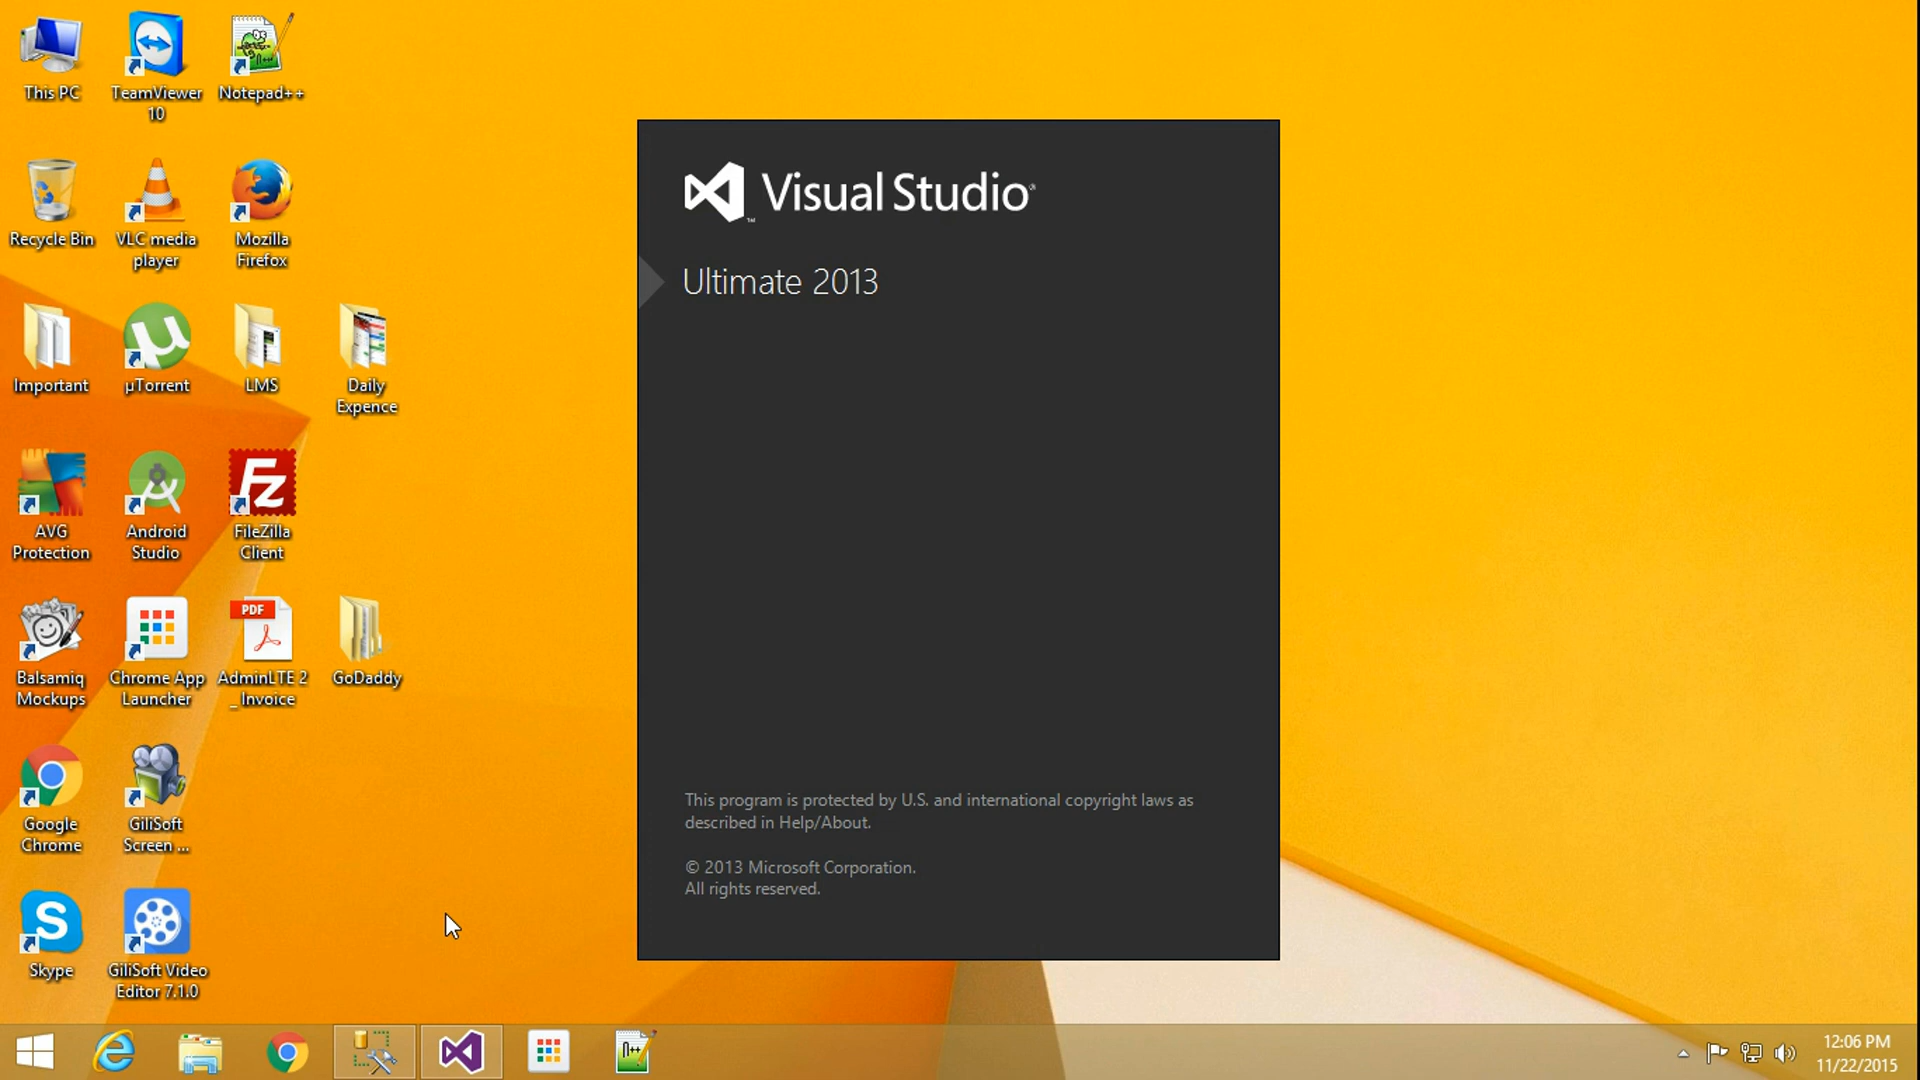 This PC
TeamViewer
10
Notepad++
Recycle Bin
VLC media
player
Mozilla
Firefox
Important
µTorrent
LMS
Daily
Expence
AVG
Protection
Android
Studio
FileZilla
Client
Balsamiq
Mockups
Chrome App
Launcher
PDF
AdminLTE 2
_ Invoice
GoDaddy
Google
Chrome
GiliSoft
Screen ...
Skype
GiliSoft Video
Editor 7.1.0
Visual Studio
Ultimate 2013
This program is protected by U.S. and international copyright laws as
described in Help/About.
© 2013 Microsoft Corporation.
All rights reserved.
12:06 PM
11/22/2015